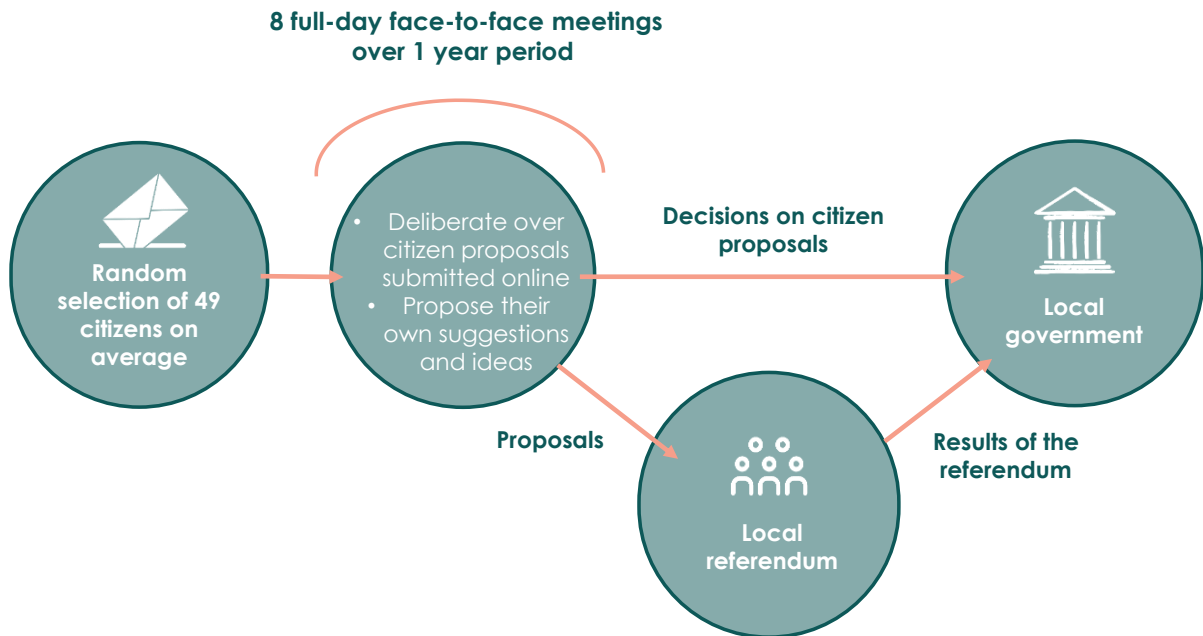 8 full-day face-to-face meetings
over 1 year period
Random
selection of 49
citizens on
average
• Deliberate over
citizen proposals
submitted online
• Propose their
own suggestions
and ideas
Decisions on citizen
proposals
Local
government
Proposals
Results of the
referendum
Local
referendum